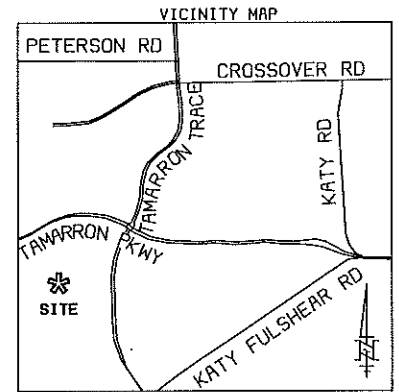 VICINITY MAP
PETERSON RD
CROSSOVER RD
TAMARRON TRACE
KATY RD
TAMARRON PKWY
SITE
KATY FULSHEAR RD
N